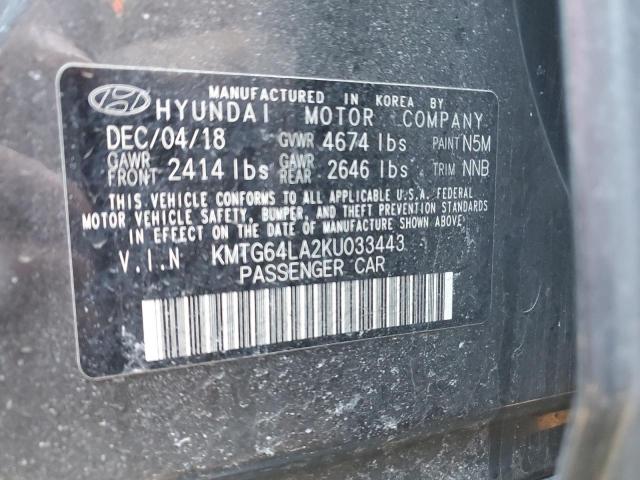 MANUFACTURED IN KOREA BY
HYUNDAI MOTOR COMPANY
DEC/04/18 GVWR 4674 lbs PAINT N5M
GAWR FRONT 2414 lbs GAWR REAR 2646 lbs TRIM NNB
THIS VEHICLE CONFORMS TO ALL APPLICABLE U.S.A. FEDERAL
MOTOR VEHICLE SAFETY, BUMPER, AND THEFT PREVENTION STANDARDS
IN EFFECT ON THE DATE OF MANUFACTURE SHOWN ABOVE.
V.I.N KMTG64LA2KU033443
PASSENGER CAR